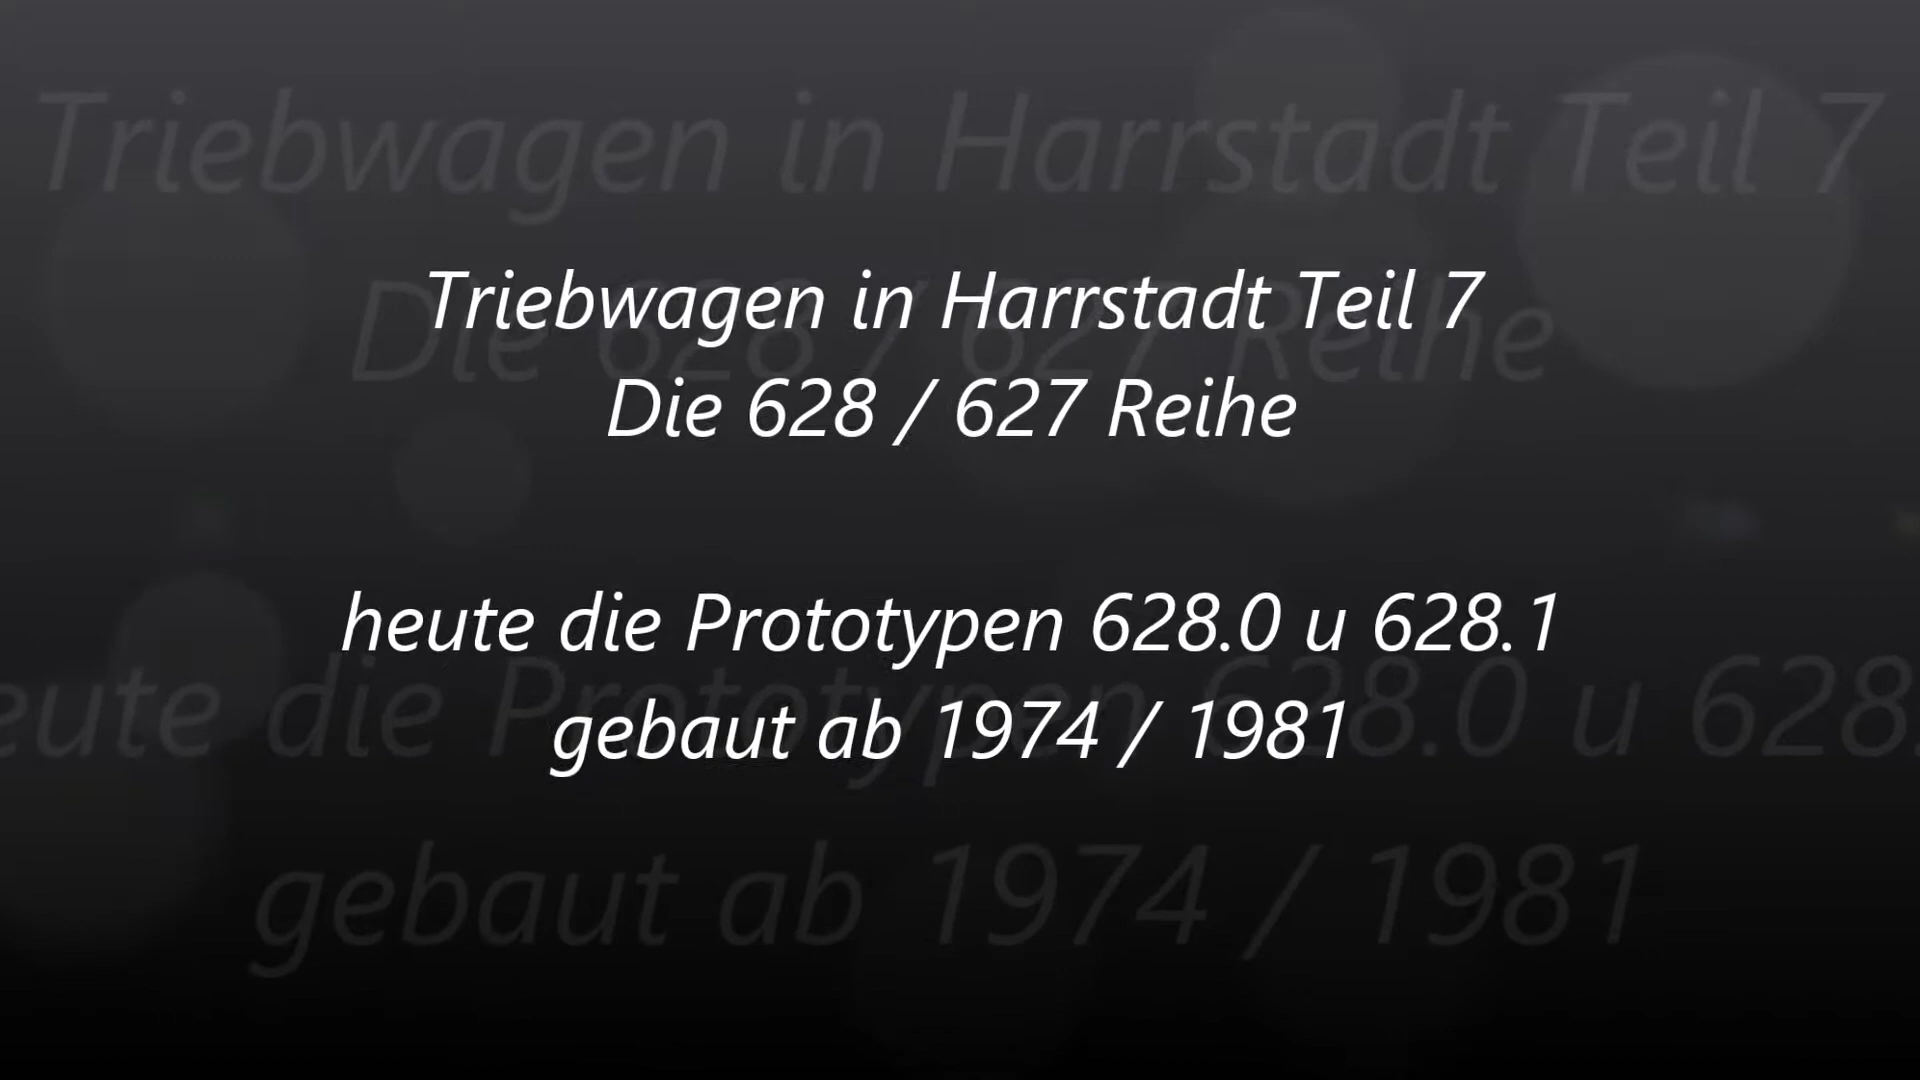 Triebwagen in Harrstadt Teil 7
Die 628 / 627 Reihe
heute die Prototypen 628.0 u 628.1
gebaut ab 1974 / 1981